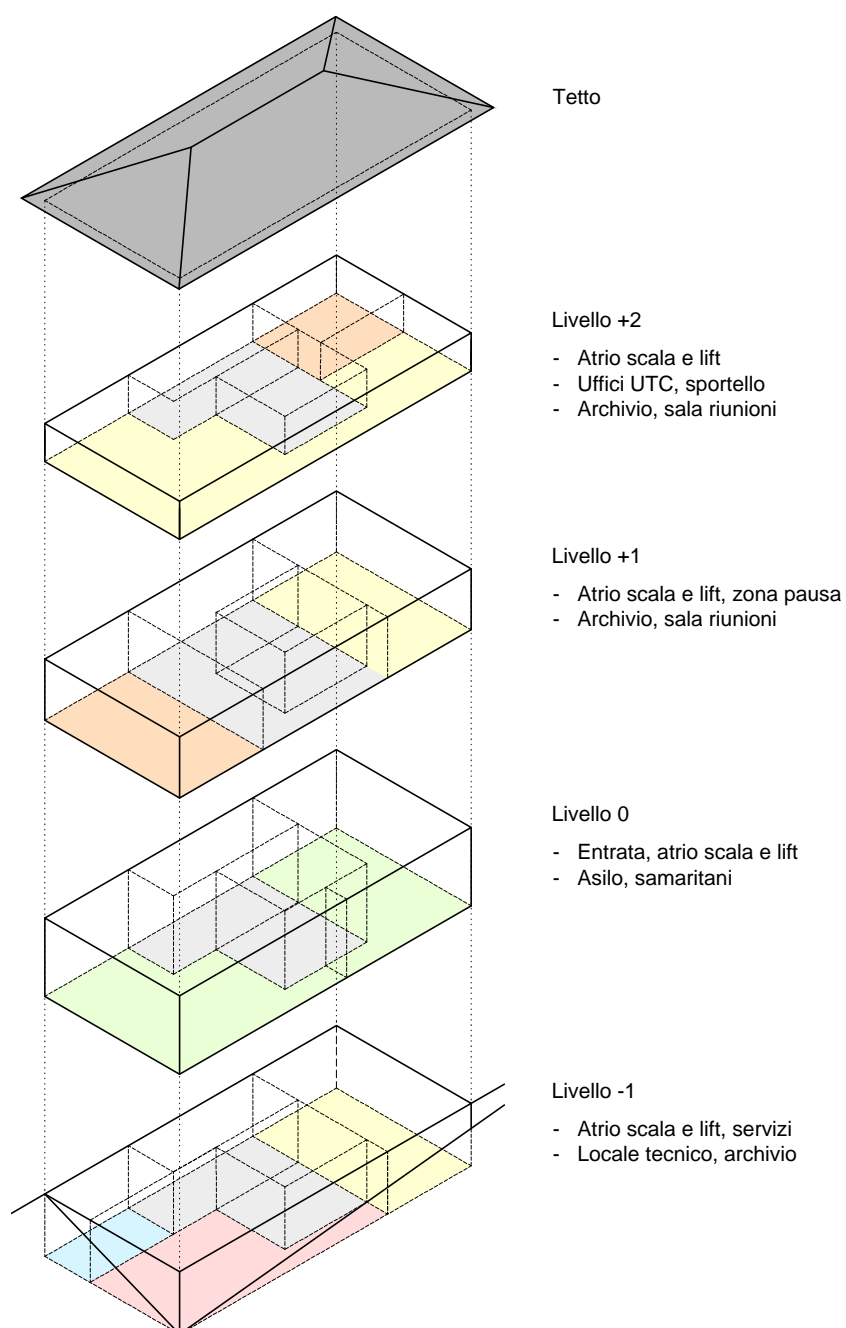 Tetto
Livello +2
- Atrio scala e lift
- Uffici UTC, sportello
- Archivio, sala riunioni
Livello +1
- Atrio scala e lift, zona pausa
- Archivio, sala riunioni
Livello 0
- Entrata, atrio scala e lift
- Asilo, samaritani
Livello -1
- Atrio scala e lift, servizi
- Locale tecnico, archivio